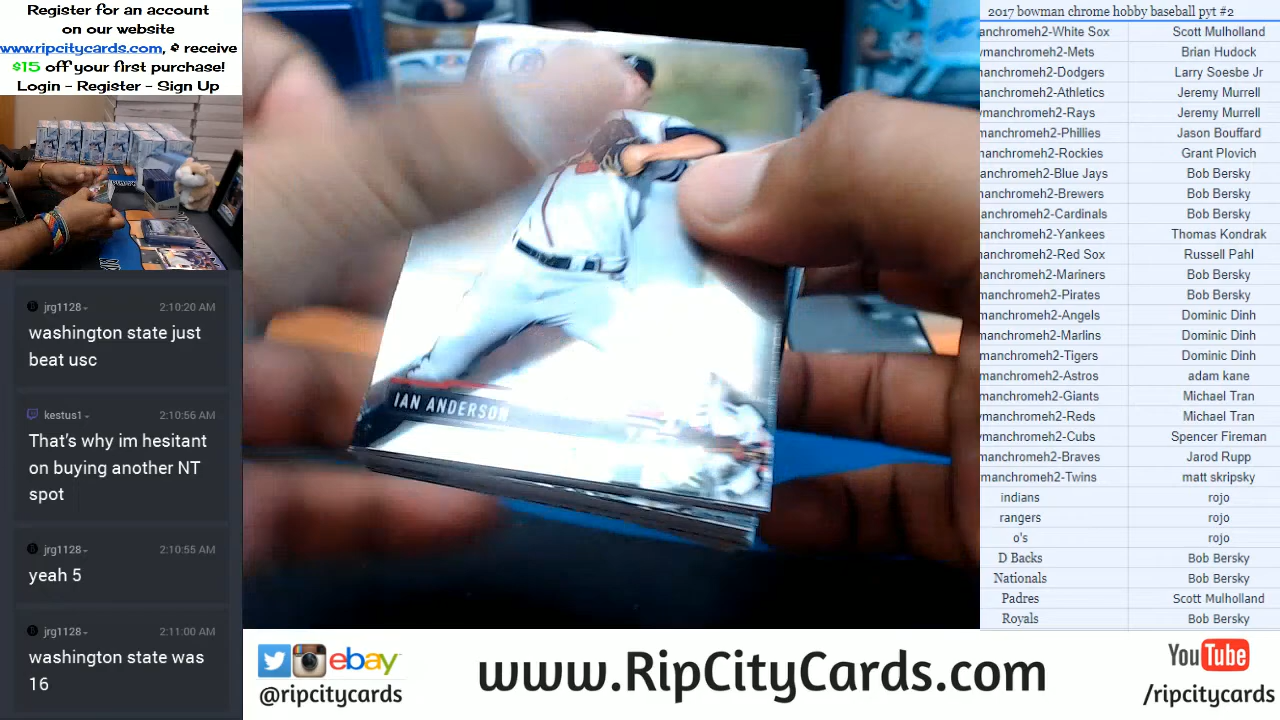 Register for an account
on our website
www.ripcitycards.com, & receive
$15 off your first purchase!
Login - Register - Sign Up
jrg1128
2:10:20 AM
washington state just
beat usc
kestus1
2:10:56 AM
That's why im hesitant
on buying another NT
spot
jrg1128
2:10:55 AM
yeah 5
jrg1128
2:11:00 AM
washington state was
16
IAN ANDERSON
2017 bowman chrome hobby baseball pyt #2
anchromeh2-White Sox Scott Mulholland
manchromeh2-Mets Brian Hudock
manchromeh2-Dodgers Larry Soesbe Jr
manchromeh2-Athletics Jeremy Murrell
manchromeh2-Rays Jeremy Murrell
manchromeh2-Phillies Jason Bouffard
manchromeh2-Rockies Grant Plovich
manchromeh2-Blue Jays Bob Bersky
manchromeh2-Brewers Bob Bersky
manchromeh2-Cardinals Bob Bersky
manchromeh2-Yankees Thomas Kondrak
manchromeh2-Red Sox Russell Pahl
manchromeh2-Mariners Bob Bersky
manchromeh2-Pirates Bob Bersky
manchromeh2-Angels Dominic Dinh
manchromeh2-Marlins Dominic Dinh
manchromeh2-Tigers Dominic Dinh
manchromeh2-Astros adam kane
manchromeh2-Giants Michael Tran
manchromeh2-Reds Michael Tran
manchromeh2-Cubs Spencer Fireman
manchromeh2-Braves Jarod Rupp
manchromeh2-Twins matt skripsky
indians rojo
rangers rojo
o's rojo
D Backs Bob Bersky
Nationals Bob Bersky
Padres Scott Mulholland
Royals Bob Bersky
ebay
@ripcitycards
www.RipCityCards.com
YouTube
/ripcitycards